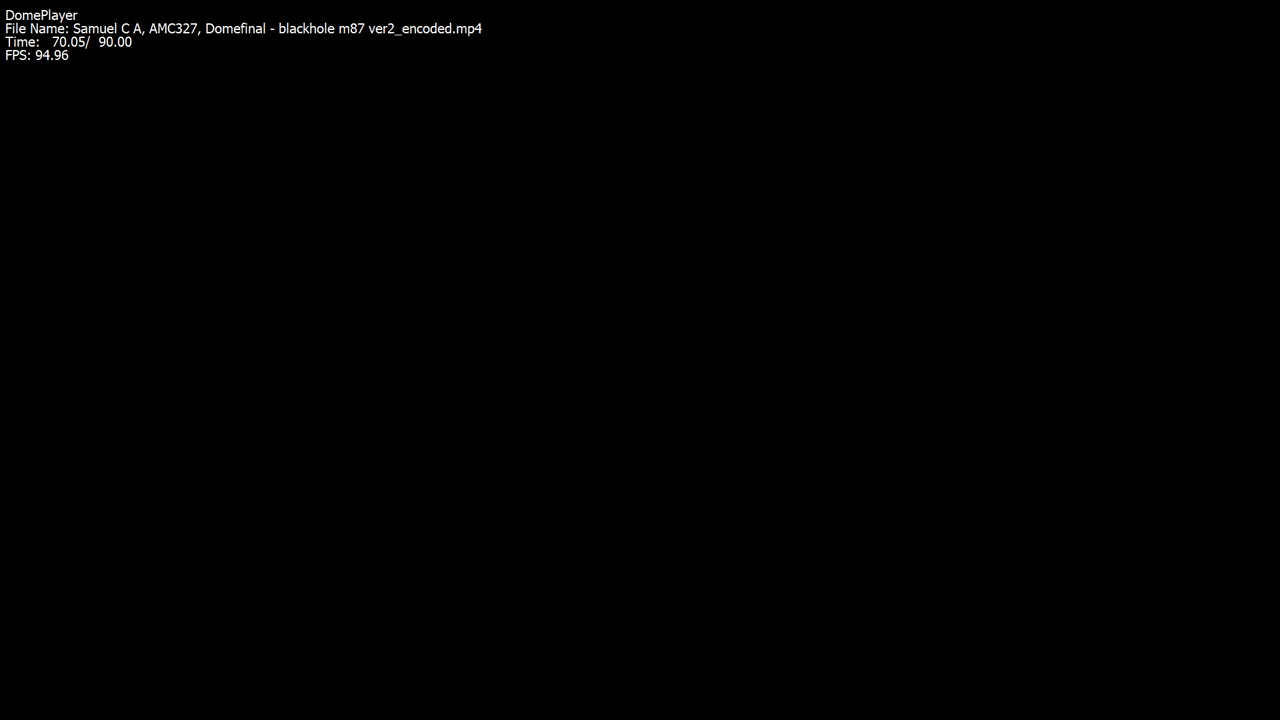 DomePlayer
File Name: Samuel C A, AMC327, Domefinal - blackhole m87 ver2_encoded.mp4
Time: 70.05/ 90.00
FPS: 94.96